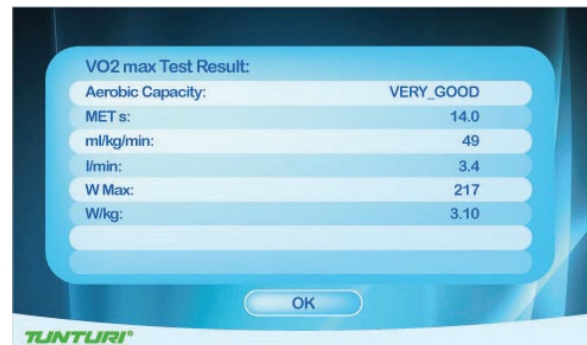 VO2 max Test Result:
Aerobic Capacity: VERY_GOOD
MET s: 14.0
ml/kg/min: 49
l/min: 3.4
W Max: 217
W/kg: 3.10
OK
TUNTURI®